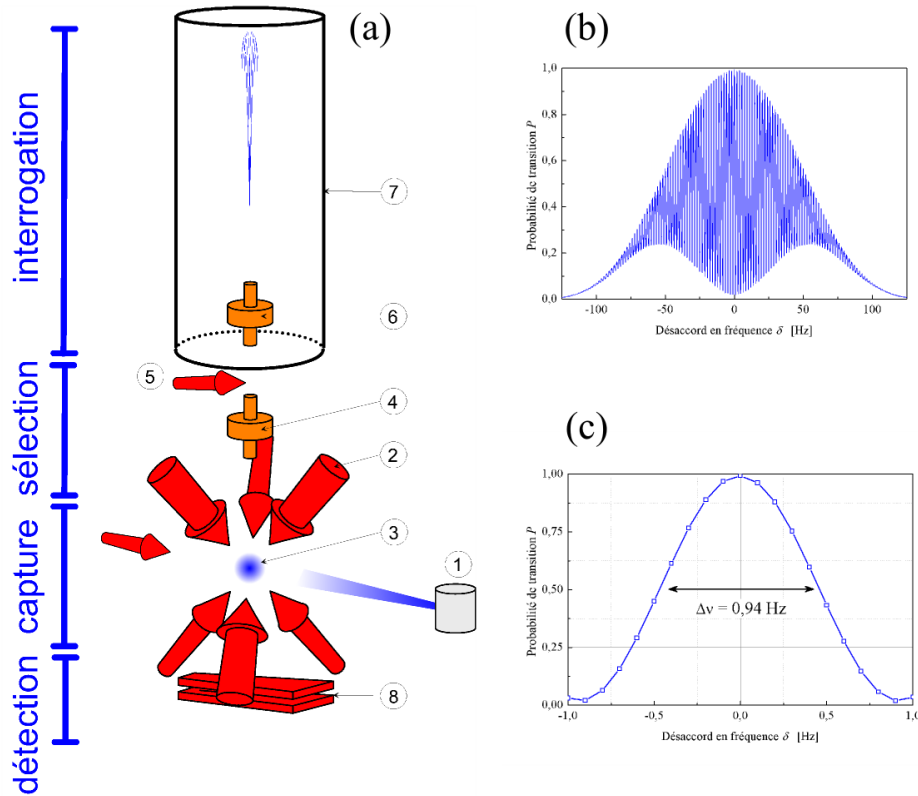 (a)
interrogation
sélection
capture
détection
7
6
5
4
2
3
1
8
(b)
Probabilité de transition P
1,0
0,8
0,6
0,4
0,2
0,0
-100 -50 0 50 100
Désaccord en fréquence δ [Hz]
(c)
Probabilité de transition P
1,00
0,75
0,50
0,25
0,00
Δν = 0,94 Hz
-1,0 -0,5 0,0 0,5 1,0
Désaccord en fréquence δ [Hz]